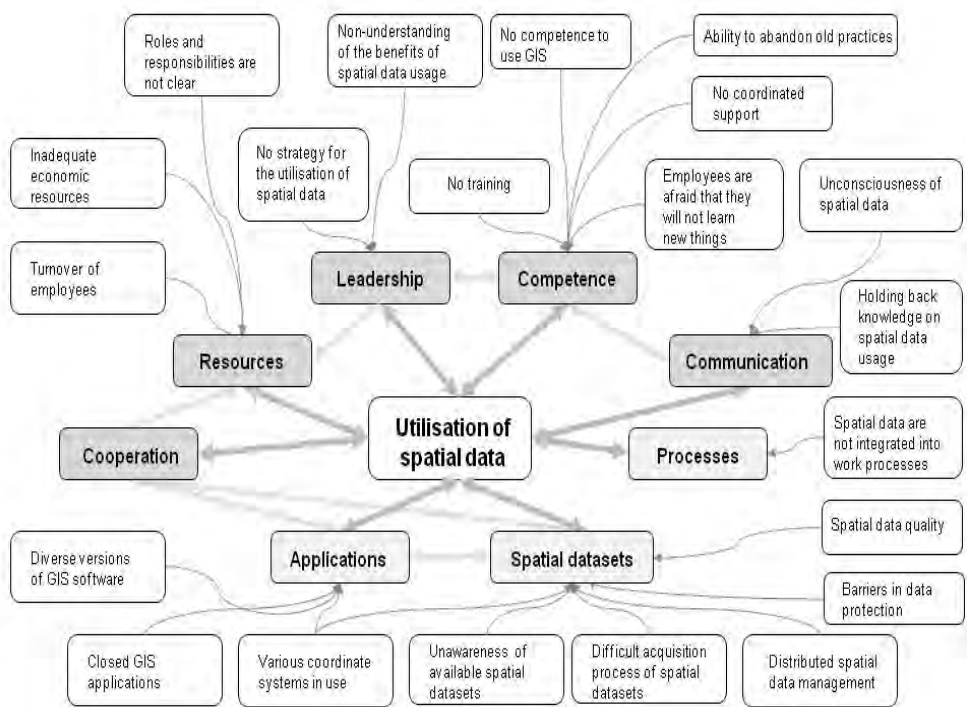 Roles and
responsibilities are
not clear
Non-understanding
of the benefits of
spatial data usage
No competence to
use GIS
Ability to abandon old practices
No coordinated
support
Inadequate
economic
resources
No strategy for
the utilisation of
spatial data
No training
Employees are
afraid that they
will not learn
new things
Unconsciousness of
spatial data
Turnover of
employees
Leadership
Competence
Holding back
knowledge on
spatial data
usage
Resources
Communication
Utilisation of
spatial data
Cooperation
Processes
Spatial data are
not integrated into
work processes
Applications
Spatial datasets
Spatial data quality
Diverse versions
of GIS software
Barriers in data
protection
Closed GIS
applications
Various coordinate
systems in use
Unawareness of
available spatial
datasets
Difficult acquisition
process of spatial
datasets
Distributed spatial
data management